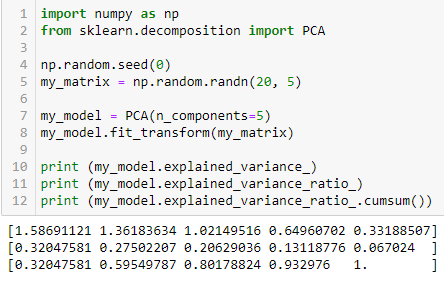 1 import numpy as np
2 from sklearn.decomposition import PCA
3
4 np.random.seed(0)
5 my_matrix = np.random.randn(20, 5)
6
7 my_model = PCA(n_components=5)
8 my_model.fit_transform(my_matrix)
9
10 print (my_model.explained_variance_)
11 print (my_model.explained_variance_ratio_)
12 print (my_model.explained_variance_ratio_.cumsum())
[1.58691121 1.36183634 1.02149516 0.64960702 0.33188507]
[0.32047581 0.27502207 0.20629036 0.13118776 0.067024  ]
[0.32047581 0.59549787 0.80178824 0.932976   1.        ]